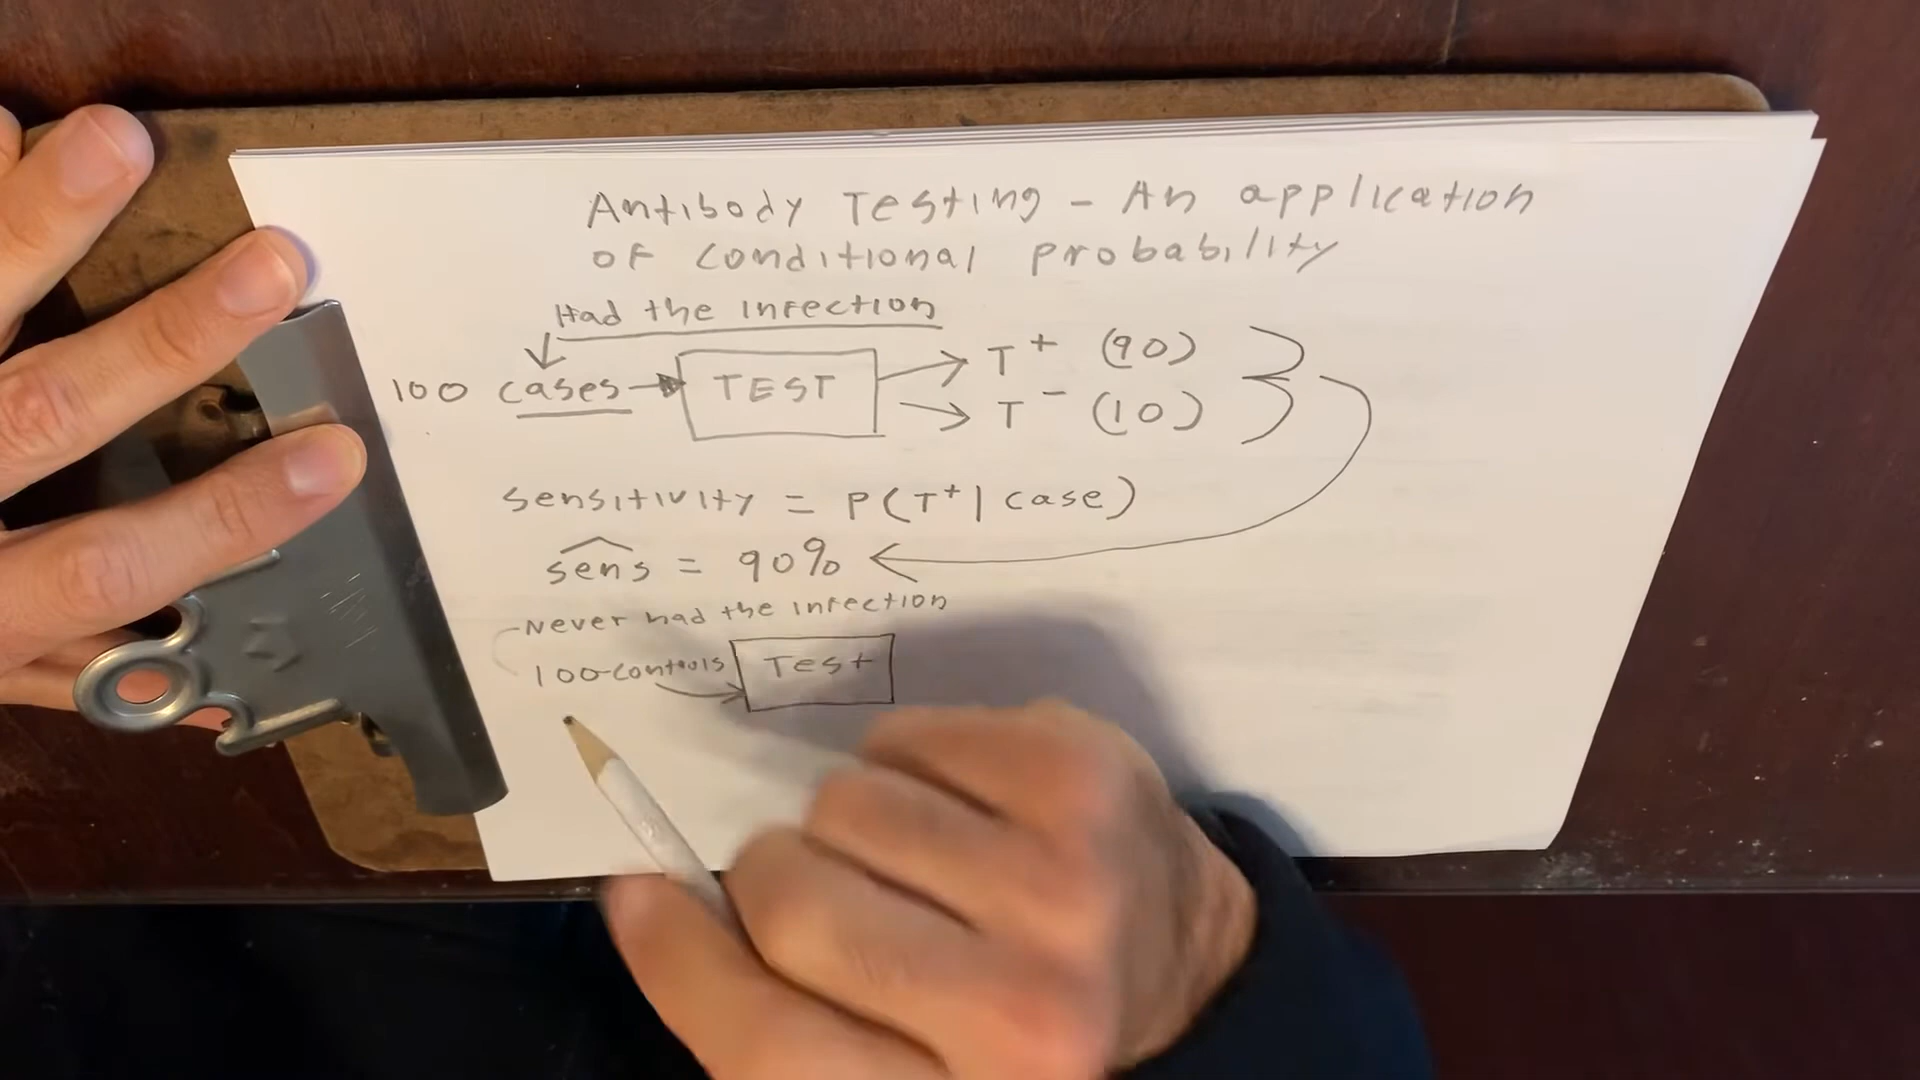 Antibody Testing - An application
of conditional probability
Had the infection
100 cases → TEST → T+ (90)
→ T- (10)
sensitivity = P(T+ | case)
sens = 90%
Never had the infection
100 controls Test